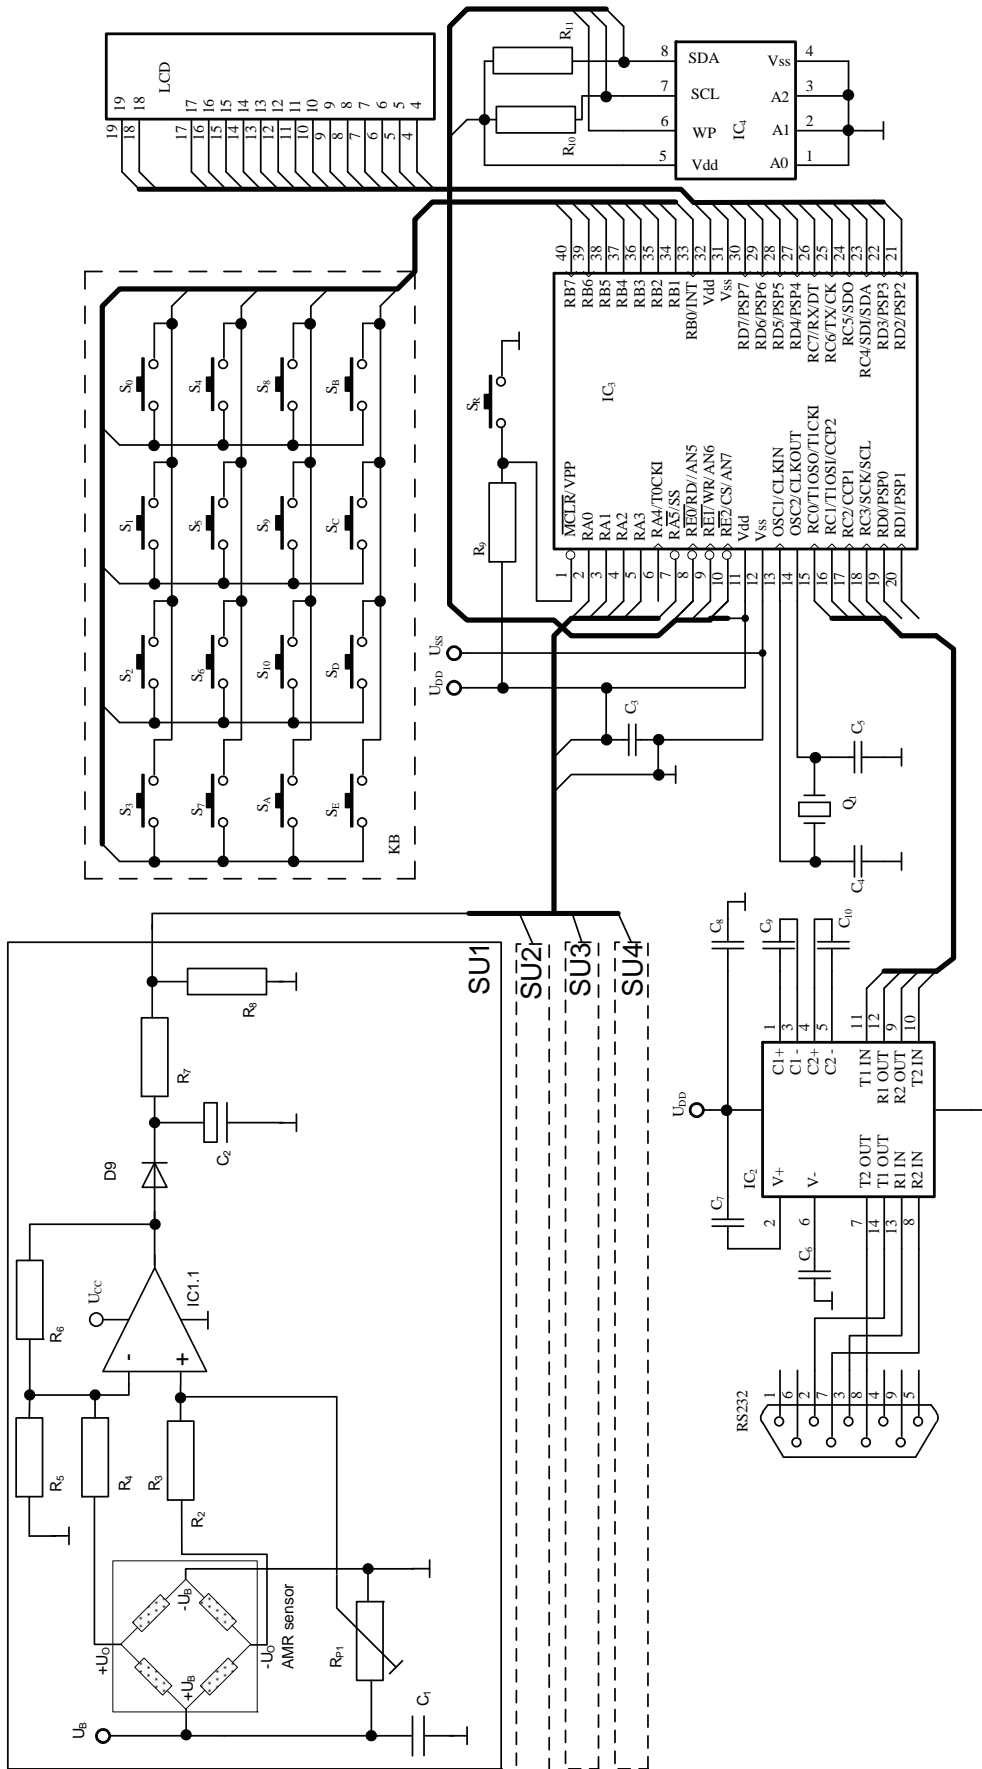 LCD
19
18
17
16
15
14
13
12
11
10
9
8
7
6
5
4
19
18
17
16
15
14
13
12
11
10
9
8
7
6
5
4
R11
R10
8
7
6
5
SDA
SCL
WP
Vdd
IC4
Vss
A2
A1
A0
4
3
2
1
S0
S4
S8
SB
S1
S5
S9
SC
S2
S6
S10
SD
S3
S7
SA
SE
KB
40
39
38
37
36
35
34
33
32
31
30
29
28
27
26
25
24
23
22
21
RB7
RB6
RB5
RB4
RB3
RB2
RB1
RB0/INT
Vdd
Vss
RD7/PSP7
RD6/PSP6
RD5/PSP5
RD4/PSP4
RC7/RX/DT
RC6/TX/CK
RC5/SDO
RC4/SDI/SDA
RD3/PSP3
RD2/PSP2
IC3
MCLR/VPP
RA0
RA1
RA2
RA3
RA4/T0CKI
RA5/SS
RE0/RD//AN5
RE1/WR/AN6
RE2/CS/AN7
Vdd
Vss
OSC1/CLKIN
OSC2/CLKOUT
RC0/T1OSO/T1CKI
RC1/T1OSI/CCP2
RC2/CCP1
RC3/SCK/SCL
RD0/PSP0
RD1/PSP1
1
2
3
4
5
6
7
8
9
10
11
12
13
14
15
16
17
18
19
20
SR
R9
USS
UDD
C3
C5
Q1
C4
SU1
SU2
SU3
SU4
R8
R7
C2
D9
R6
UCC
IC1.1
-
+
R5
R4
R3
R2
+UO
-UB
+UB
-UO
AMR sensor
UB
RP1
C1
C8
C9
C10
1
3
4
5
11
12
9
10
C1+
C1 -
C2+
C2 -
T1 IN
R1 OUT
R2 OUT
T2 IN
UDD
IC2
V+
V-
T2 OUT
T1 OUT
R1 IN
R2 IN
2
6
7
14
13
8
C7
C6
RS232
1
6
2
7
3
8
4
9
5